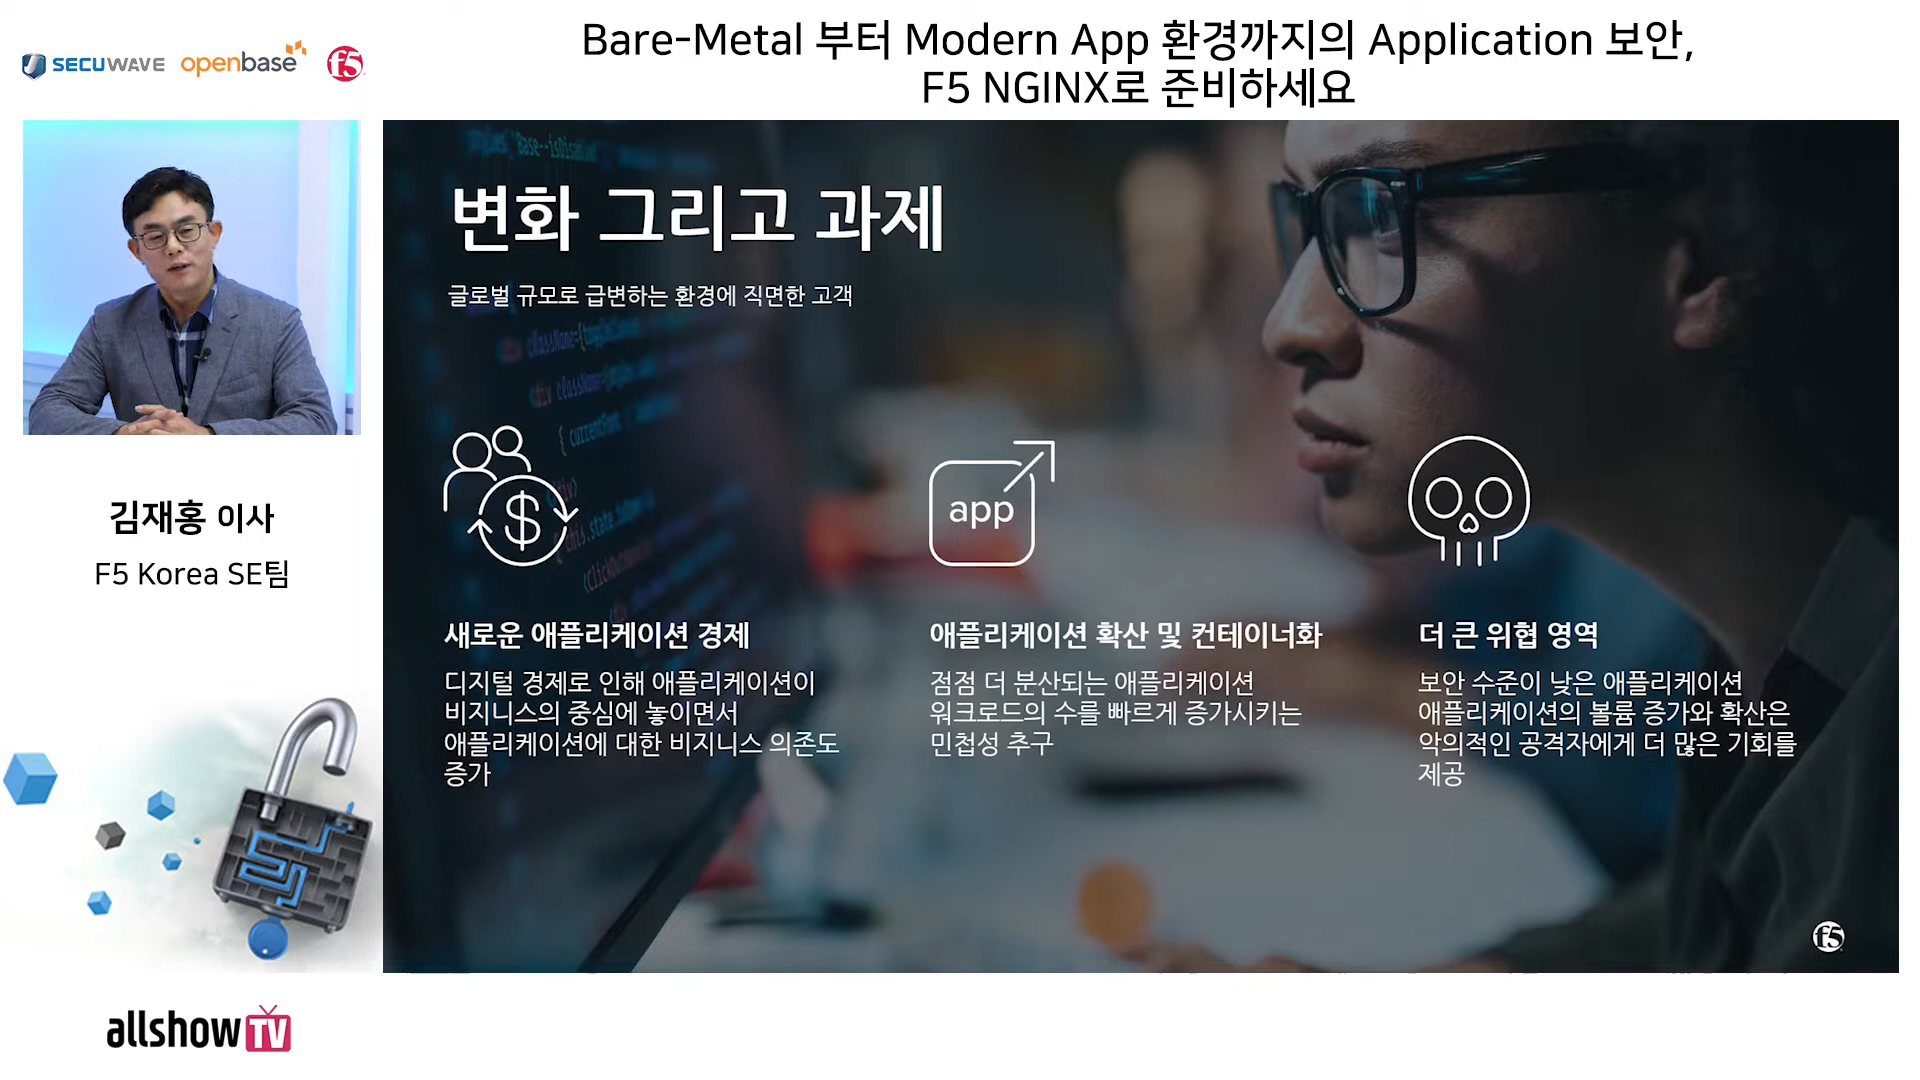 SECUWAVE openbase f5
Bare-Metal 부터 Modern App 환경까지의 Application 보안,
F5 NGINX로 준비하세요
김재홍 이사
F5 Korea SE팀
allshow TV
변화 그리고 과제
글로벌 규모로 급변하는 환경에 직면한 고객
$
새로운 애플리케이션 경제
디지털 경제로 인해 애플리케이션이
비지니스의 중심에 놓이면서
애플리케이션에 대한 비지니스 의존도
증가
app
애플리케이션 확산 및 컨테이너화
점점 더 분산되는 애플리케이션
워크로드의 수를 빠르게 증가시키는
민첩성 추구
더 큰 위협 영역
보안 수준이 낮은 애플리케이션
애플리케이션의 볼륨 증가와 확산은
악의적인 공격자에게 더 많은 기회를
제공
f5